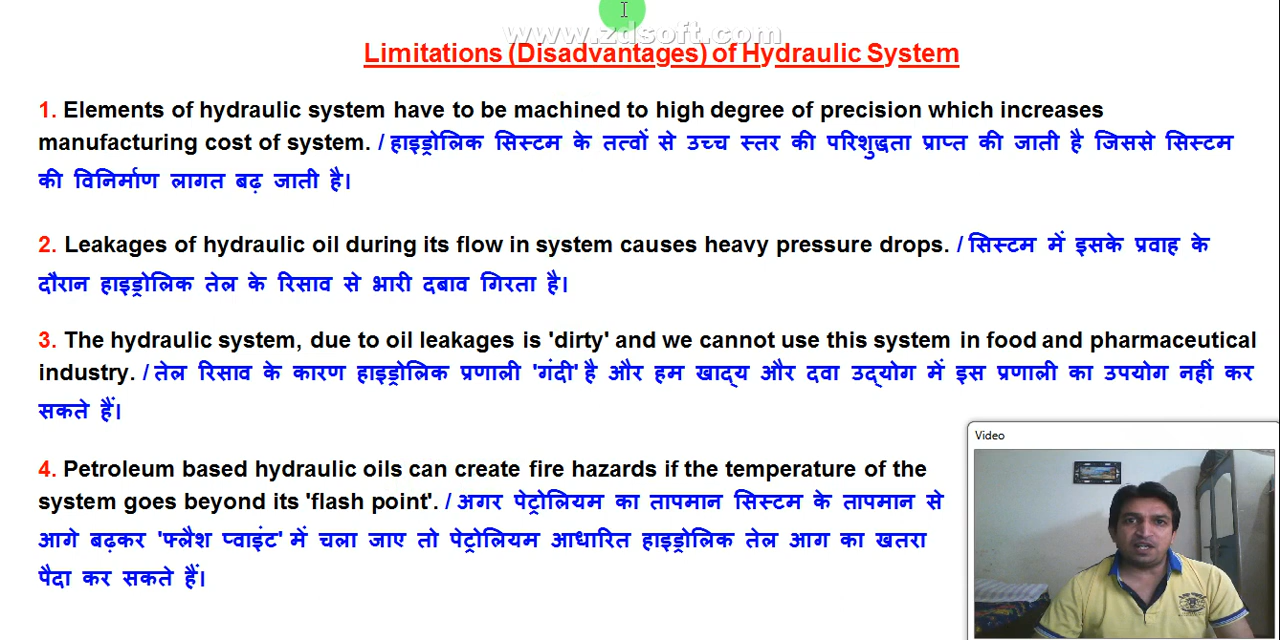 www.zdsoft.com
Limitations (Disadvantages) of Hydraulic System
1. Elements of hydraulic system have to be machined to high degree of precision which increases
manufacturing cost of system. / हाइड्रोलिक सिस्टम के तत्वों से उच्च स्तर की परिशुद्धता प्राप्त की जाती है जिससे सिस्टम
की विनिर्माण लागत बढ़ जाती है।
2. Leakages of hydraulic oil during its flow in system causes heavy pressure drops. / सिस्टम में इसके प्रवाह के
दौरान हाइड्रोलिक तेल के रिसाव से भारी दबाव गिरता है।
3. The hydraulic system, due to oil leakages is 'dirty' and we cannot use this system in food and pharmaceutical
industry. / तेल रिसाव के कारण हाइड्रोलिक प्रणाली 'गंदी' है और हम खाद्य और दवा उद्योग में इस प्रणाली का उपयोग नहीं कर
सकते हैं।
4. Petroleum based hydraulic oils can create fire hazards if the temperature of the
system goes beyond its 'flash point'. / अगर पेट्रोलियम का तापमान सिस्टम के तापमान से
आगे बढ़कर 'फ्लैश प्वाइंट' में चला जाए तो पेट्रोलियम आधारित हाइड्रोलिक तेल आग का खतरा
पैदा कर सकते हैं।
Video